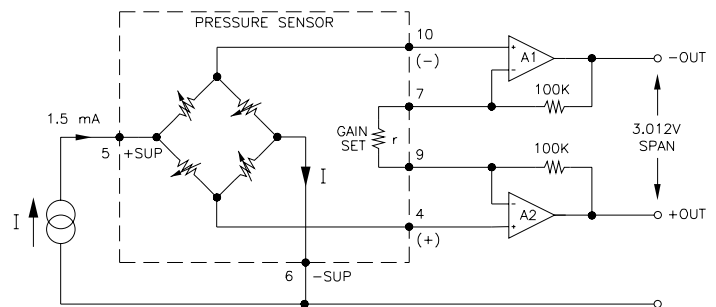 PRESSURE SENSOR
10
(-)
+
A1
-
-OUT
7
100K
1.5 mA
GAIN
SET
r
3.012V
SPAN
5
+SUP
9
100K
I
I
-
A2
+
4
(+)
+OUT
6
-SUP